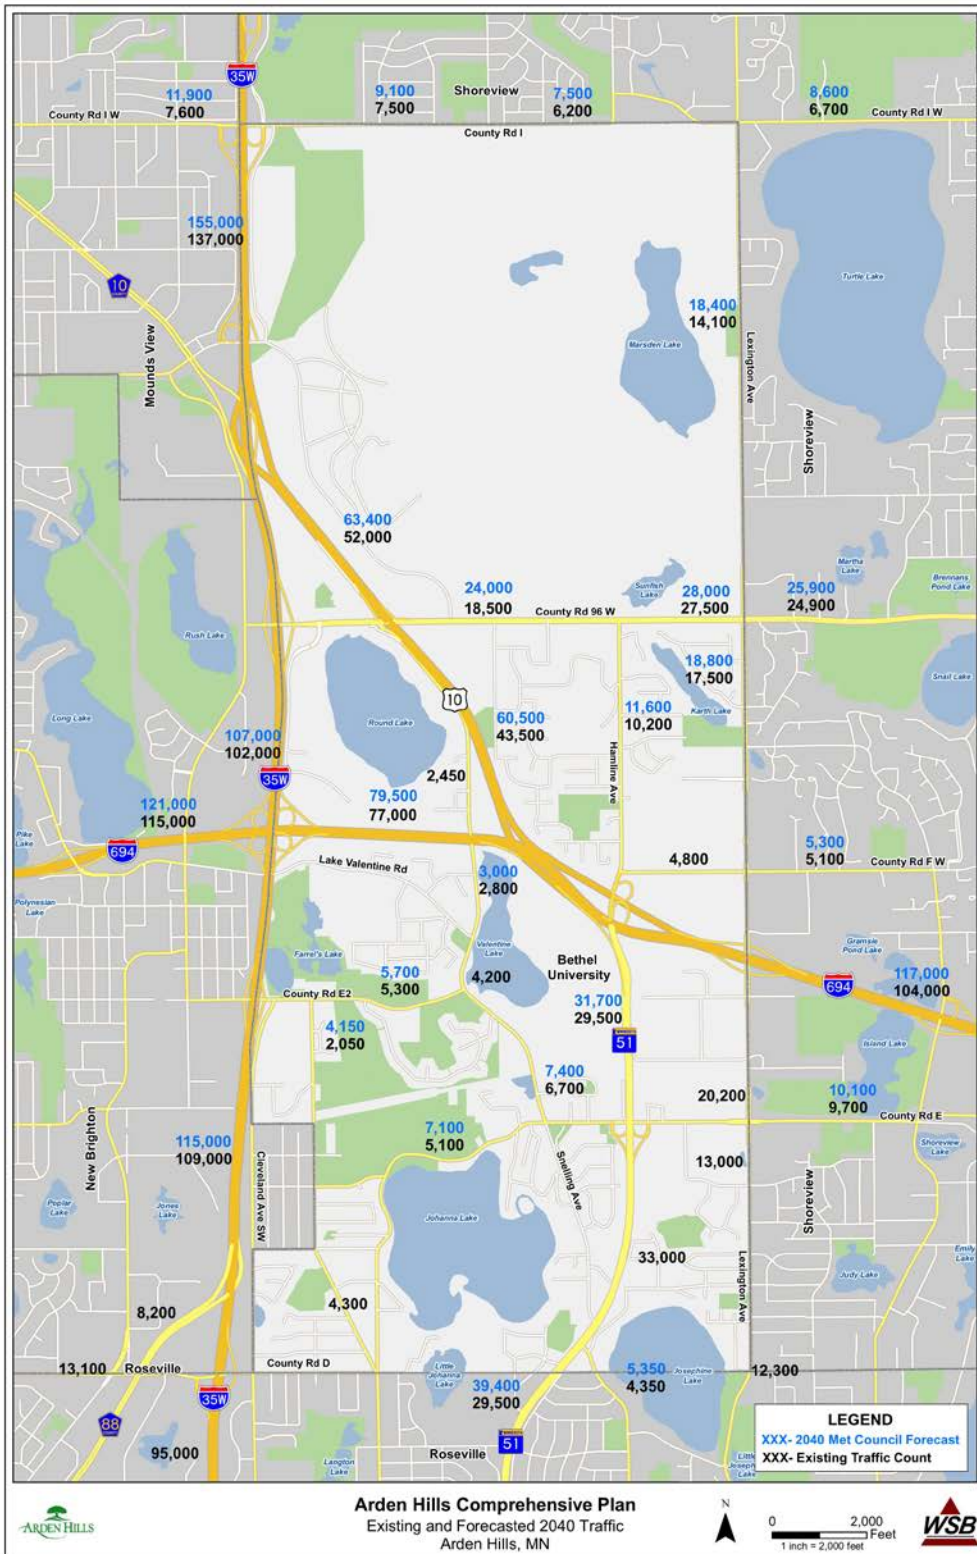 35W
11,900
7,600
9,100
7,500
Shoreview
7,500
6,200
8,600
6,700
County Rd I W
County Rd I
County Rd I W
155,000
137,000
10
Mounds View
Turtle Lake
18,400
14,100
Marsden Lake
Lexington Ave
Shoreview
63,400
52,000
24,000
18,500
County Rd 96 W
Sunfish
Lake
28,000
27,500
25,900
24,900
Martha
Lake
Brennans
Pond Lake
Rush Lake
Long Lake
Round Lake
10
18,800
17,500
Karth Lake
Snail Lake
11,600
10,200
60,500
43,500
Hamline Ave
107,000
102,000
35W
2,450
79,500
77,000
121,000
115,000
694
Pike
Lake
Lake Valentine Rd
3,000
2,800
4,800
5,300
5,100
County Rd F W
Polynesian
Lake
Farrel's Lake
Valentine
Lake
Bethel
University
Gramsie
Pond Lake
5,700
5,300
4,200
County Rd E2
694
117,000
104,000
31,700
29,500
51
4,150
2,050
Island Lake
7,400
6,700
20,200
10,100
9,700
County Rd E
New Brighton
115,000
109,000
7,100
5,100
Cleveland Ave SW
Snelling Ave
13,000
Shoreview
Lake
Poplar
Lake
Jones
Lake
Johanna Lake
Shoreview
33,000
Lexington Ave
Judy Lake
Emily
Lake
8,200
4,300
13,100
Roseville
County Rd D
Little
Johanna
Lake
5,350
4,350
Josephine
Lake
12,300
35W
39,400
29,500
88
51
95,000
Roseville
Langton
Lake
Little
Josephine
Lake
LEGEND
XXX- 2040 Met Council Forecast
XXX- Existing Traffic Count
ARDEN HILLS
Arden Hills Comprehensive Plan
Existing and Forecasted 2040 Traffic
Arden Hills, MN
N
0
2,000
Feet
1 inch = 2,000 feet
WSB